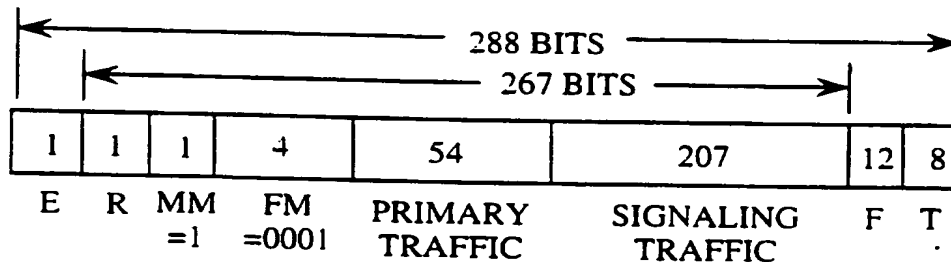 288 BITS
267 BITS
1 1 1 4 54 207 12 8
E R MM =1 FM =0001 PRIMARY TRAFFIC SIGNALING TRAFFIC F T